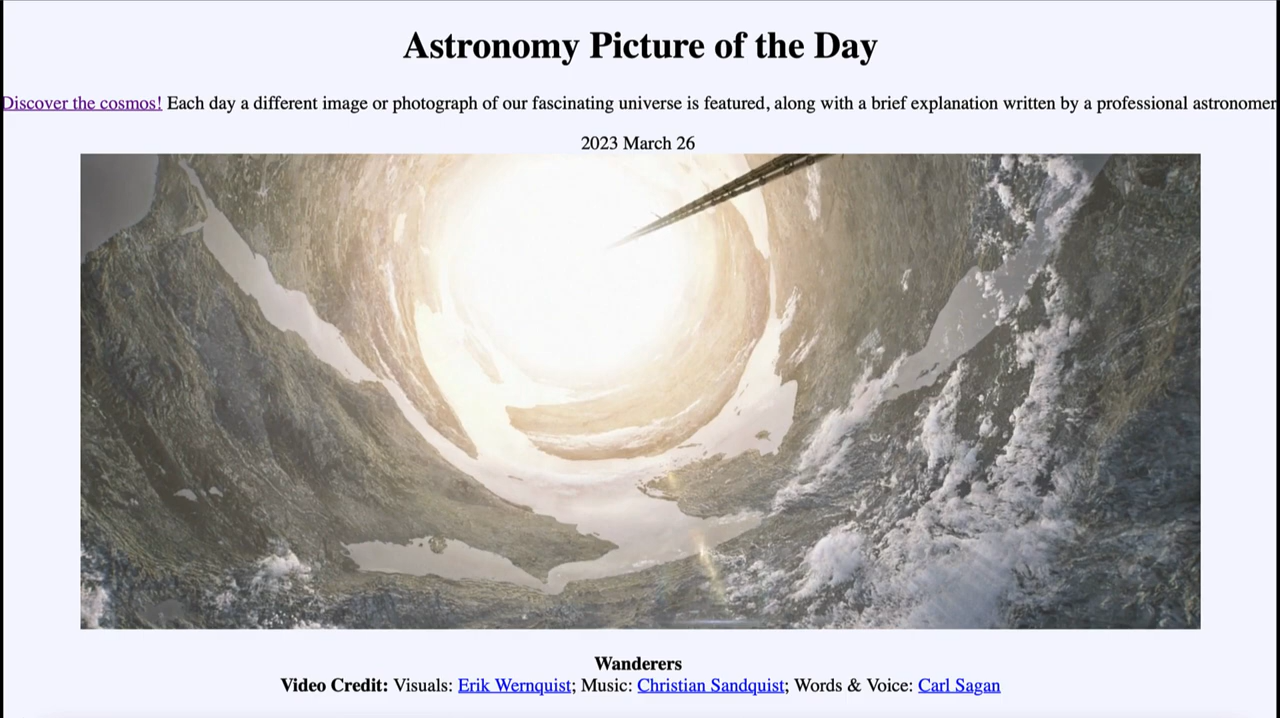 Astronomy Picture of the Day
Discover the cosmos! Each day a different image or photograph of our fascinating universe is featured, along with a brief explanation written by a professional astronomer
2023 March 26
Wanderers
Video Credit: Visuals: Erik Wernquist; Music: Christian Sandquist; Words & Voice: Carl Sagan